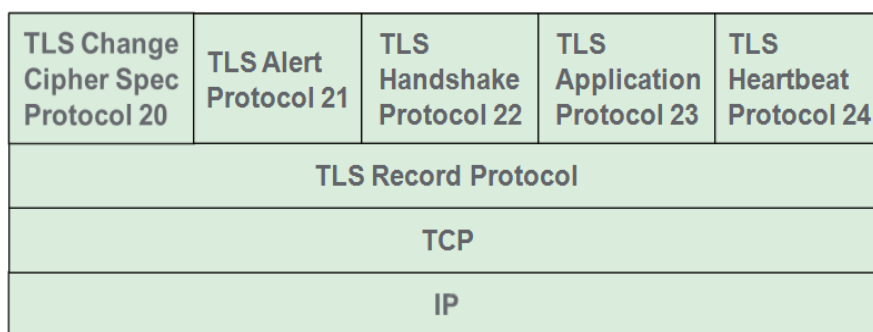 TLS Change
Cipher Spec
Protocol 20
TLS Alert
Protocol 21
TLS
Handshake
Protocol 22
TLS
Application
Protocol 23
TLS
Heartbeat
Protocol 24
TLS Record Protocol
TCP
IP